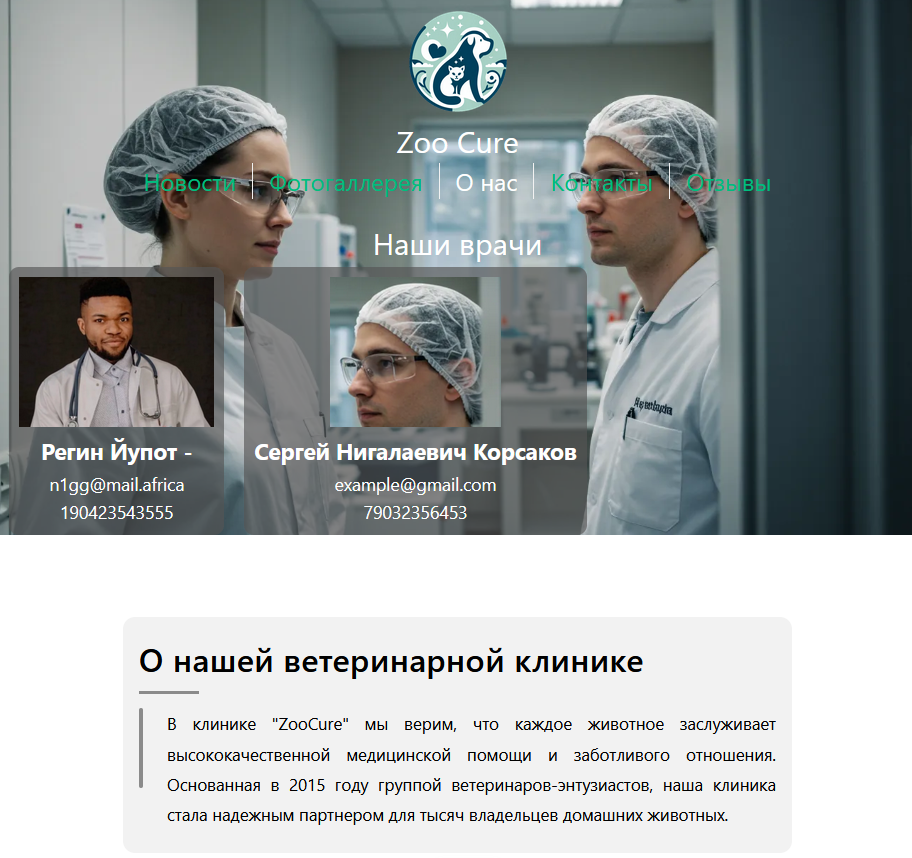 Zoo Cure
Новости Фотогаллерея О нас Контакты Отзывы
Наши врачи
Регин Йупот -
n1gg@mail.africa
190423543555
Сергей Нигалаевич Корсаков
example@gmail.com
79032356453
О нашей ветеринарной клинике
В клинике "ZooCure" мы верим, что каждое животное заслуживает
высококачественной медицинской помощи и заботливого отношения.
Основанная в 2015 году группой ветеринаров-энтузиастов, наша клиника
стала надежным партнером для тысяч владельцев домашних животных.